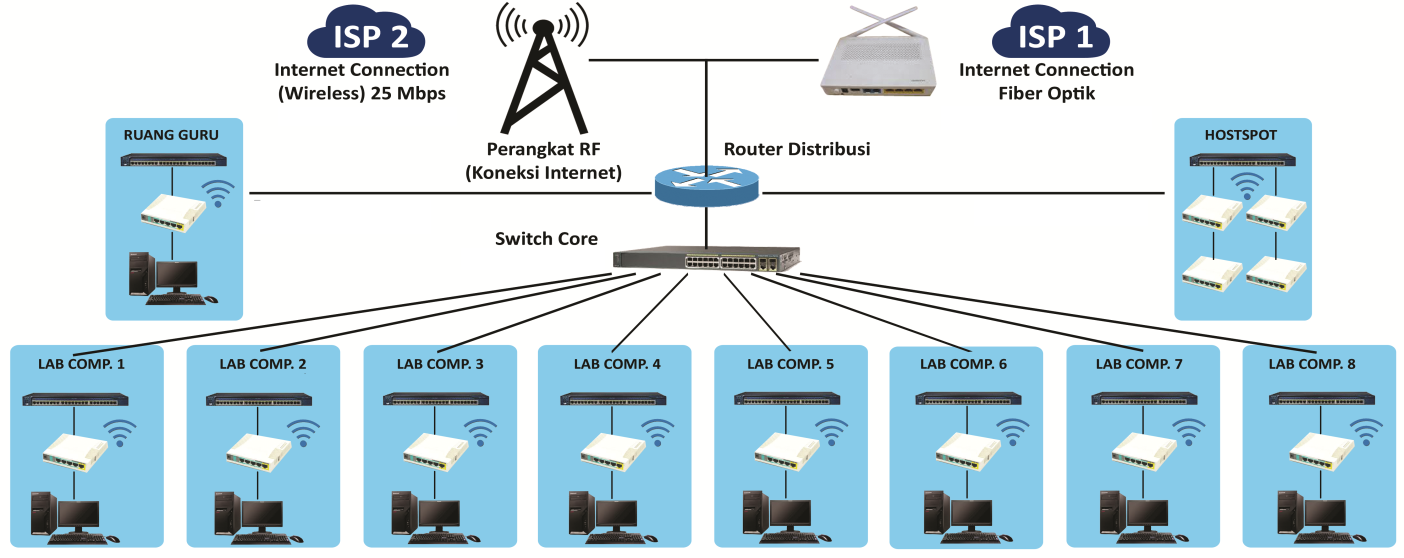 ISP 2
Internet Connection
(Wireless) 25 Mbps
ISP 1
Internet Connection
Fiber Optik
RUANG GURU
Perangkat RF
(Koneksi Internet)
Router Distribusi
HOSTSPOT
Switch Core
LAB COMP. 1
LAB COMP. 2
LAB COMP. 3
LAB COMP. 4
LAB COMP. 5
LAB COMP. 6
LAB COMP. 7
LAB COMP. 8